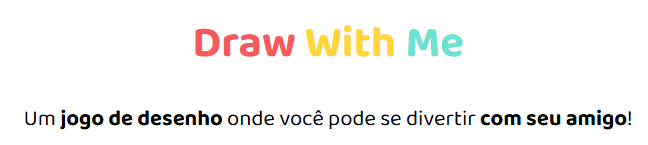 Draw With Me
Um jogo de desenho onde você pode se divertir com seu amigo!